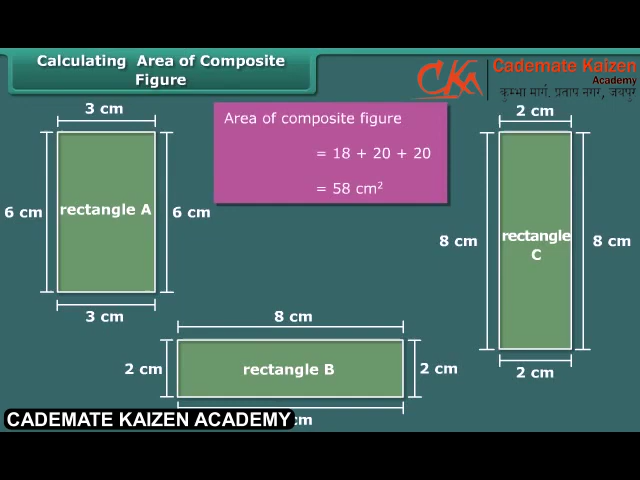 Calculating Area of Composite
Figure
CKA
Cademate Kaizen
Academy
कुम्भा मार्ग, प्रताप नगर, जयपुर
3 cm
6 cm
rectangle A
6 cm
3 cm
Area of composite figure
= 18 + 20 + 20
= 58 cm²
2 cm
8 cm
rectangle
C
8 cm
2 cm
8 cm
2 cm
rectangle B
2 cm
CADEMATE KAIZEN ACADEMY